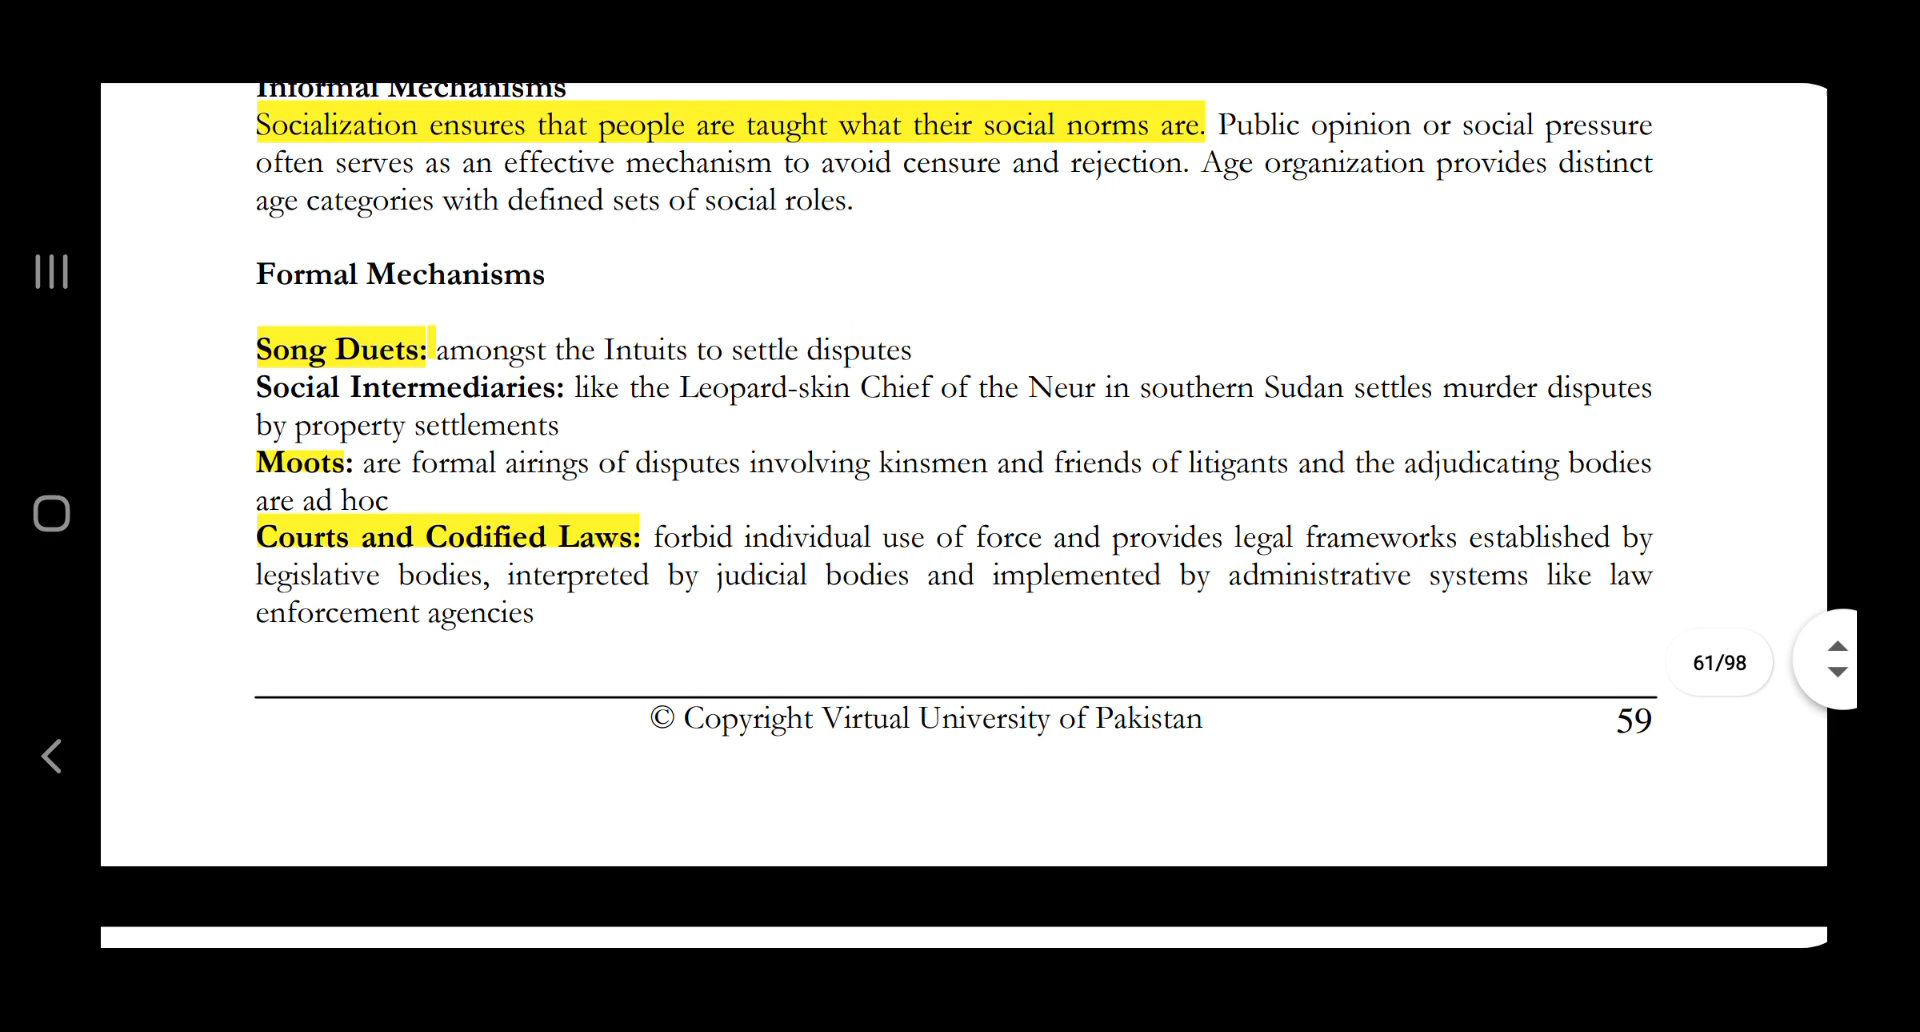 Informal Mechanisms
Socialization ensures that people are taught what their social norms are. Public opinion or social pressure
often serves as an effective mechanism to avoid censure and rejection. Age organization provides distinct
age categories with defined sets of social roles.
Formal Mechanisms
Song Duets: amongst the Intuits to settle disputes
Social Intermediaries: like the Leopard-skin Chief of the Neur in southern Sudan settles murder disputes
by property settlements
Moots: are formal airings of disputes involving kinsmen and friends of litigants and the adjudicating bodies
are ad hoc
Courts and Codified Laws: forbid individual use of force and provides legal frameworks established by
legislative bodies, interpreted by judicial bodies and implemented by administrative systems like law
enforcement agencies
61/98
© Copyright Virtual University of Pakistan 59